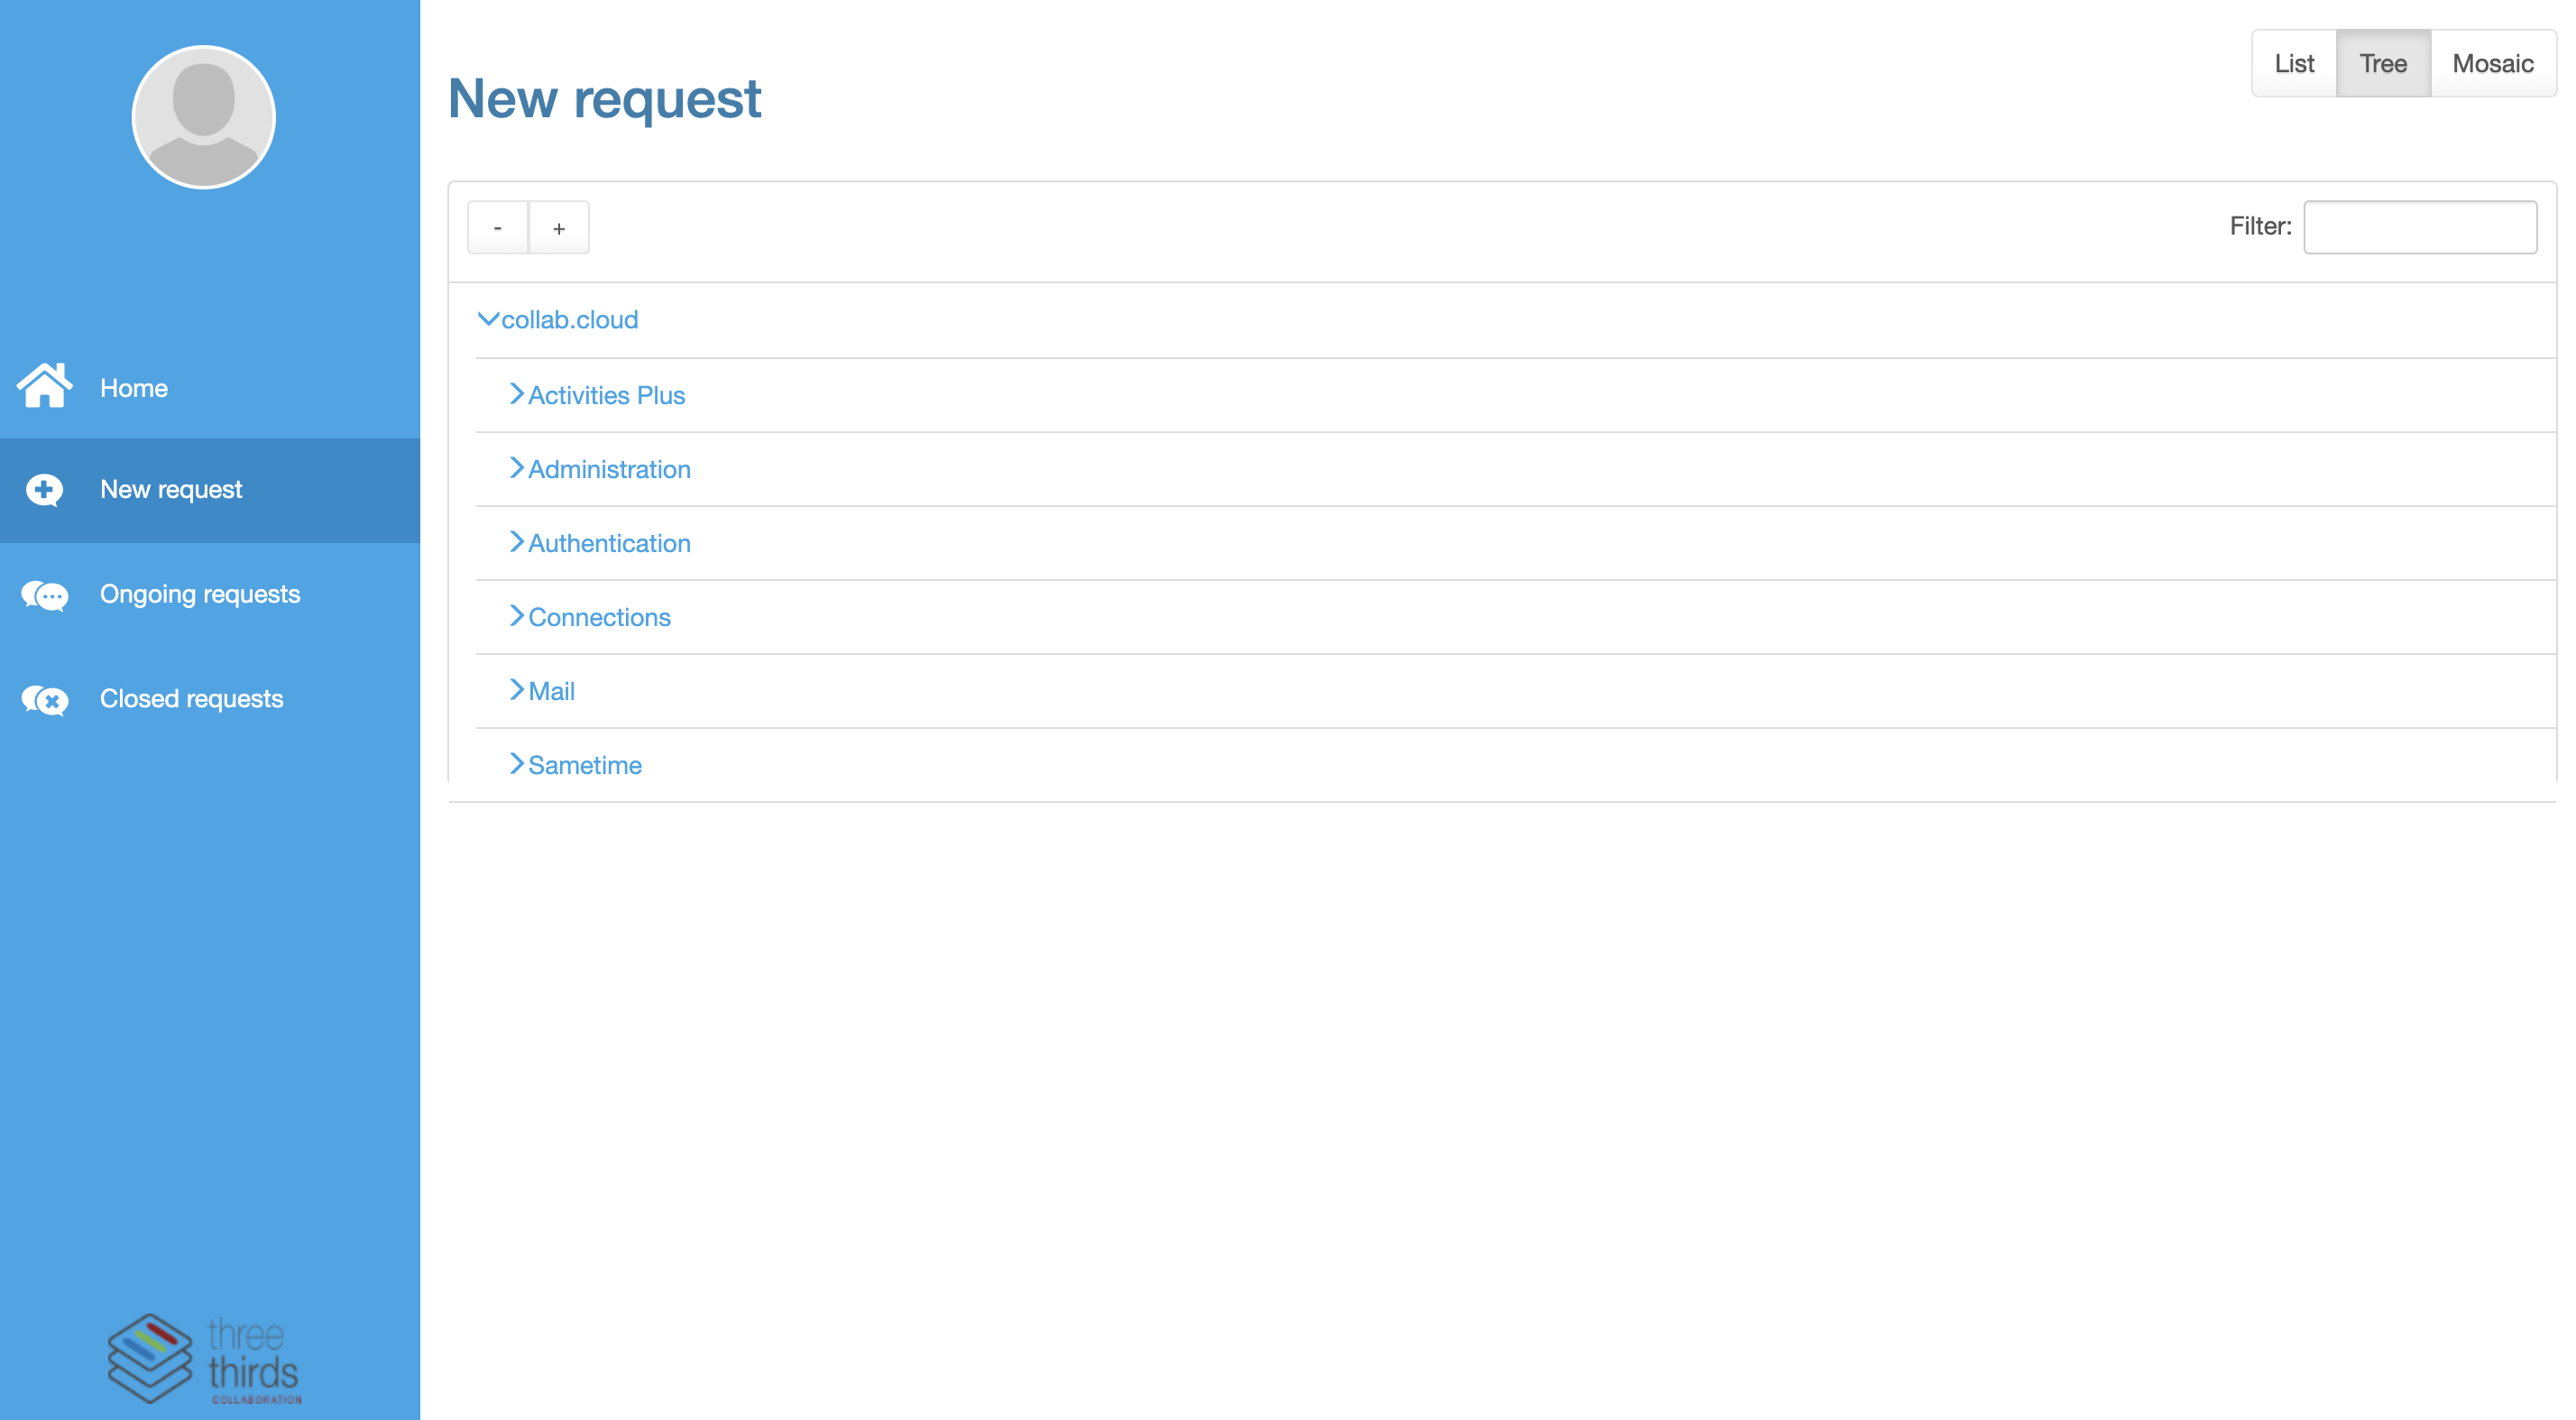 List Tree Mosaic
New request
- +
Filter:
collab.cloud
Activities Plus
Administration
Authentication
Connections
Mail
Sametime
Home
New request
Ongoing requests
Closed requests
three
thirds
COLLABORATION